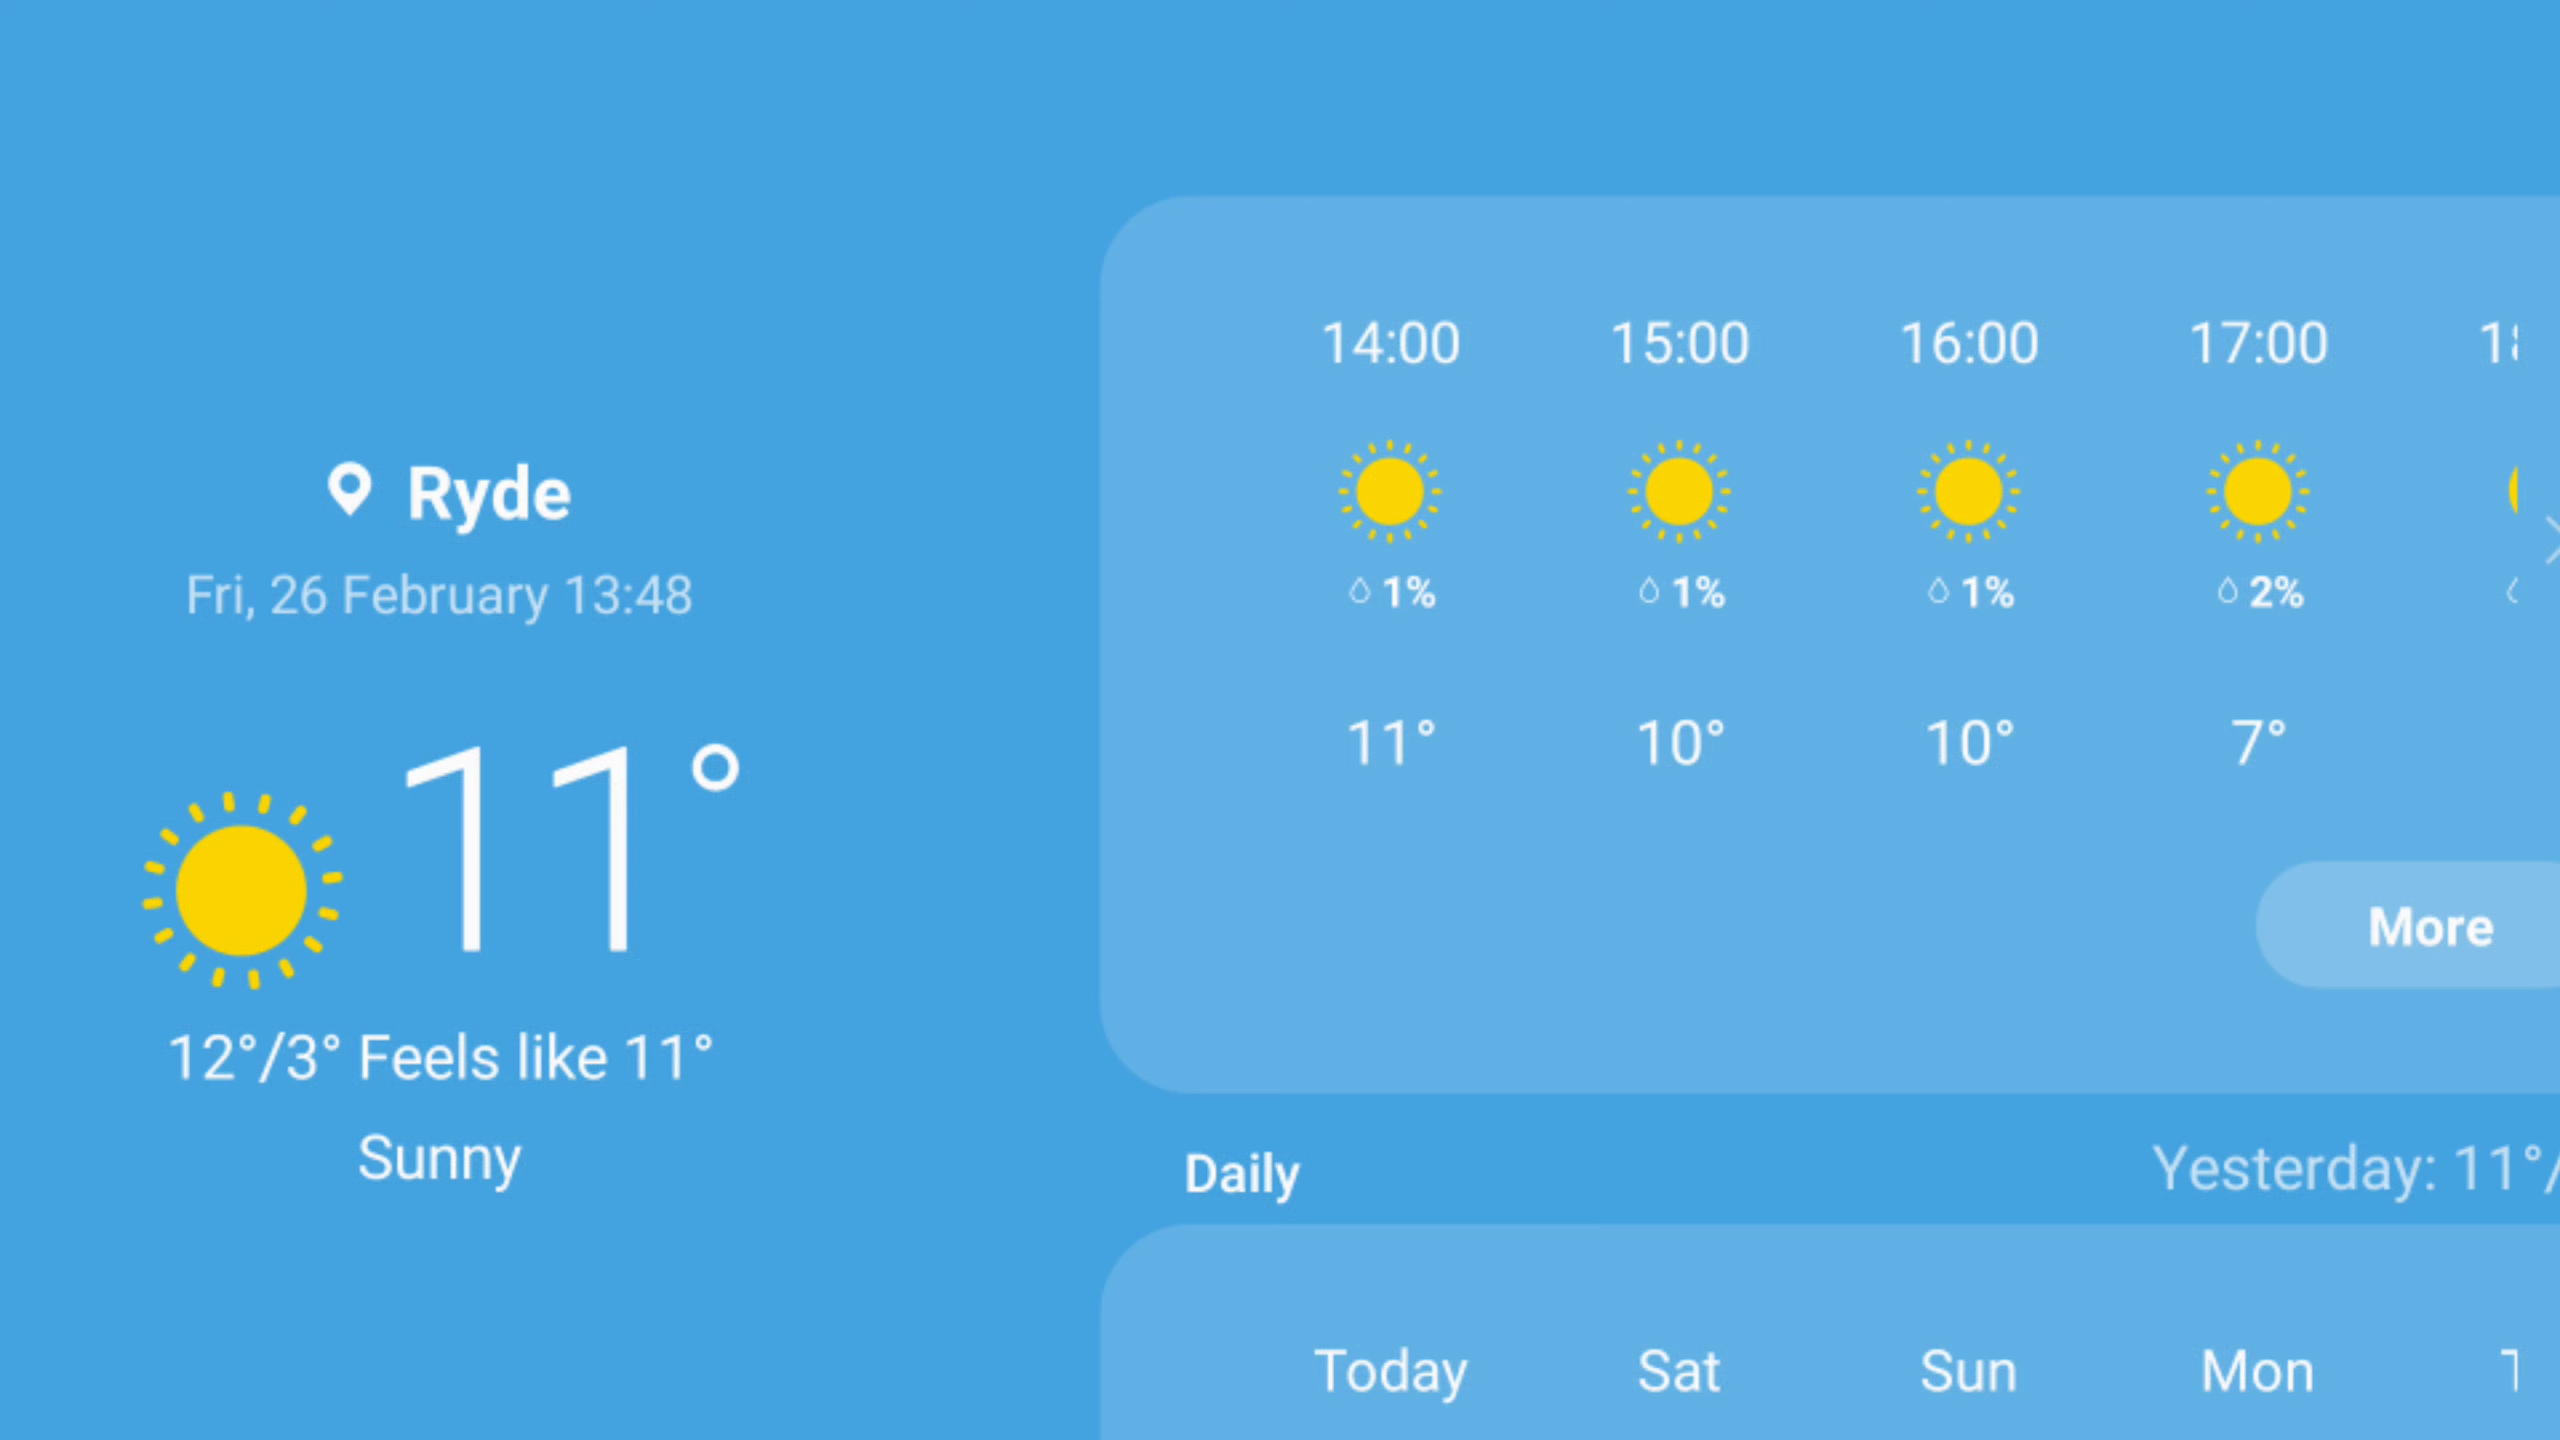 Ryde
Fri, 26 February 13:48
11°
12°/3° Feels like 11°
Sunny
14:00 15:00 16:00 17:00
1% 1% 1% 2%
11° 10° 10° 7°
More
Daily
Yesterday: 11°/
Today Sat Sun Mon